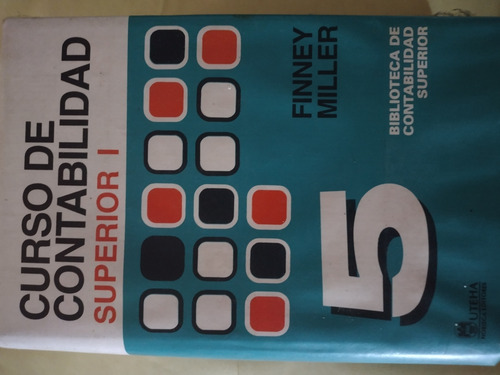 CURSO DE
CONTABILIDAD
SUPERIOR I
FINNEY
MILLER
5
BIBLIOTECA DE
CONTABILIDAD
SUPERIOR
UTEHA